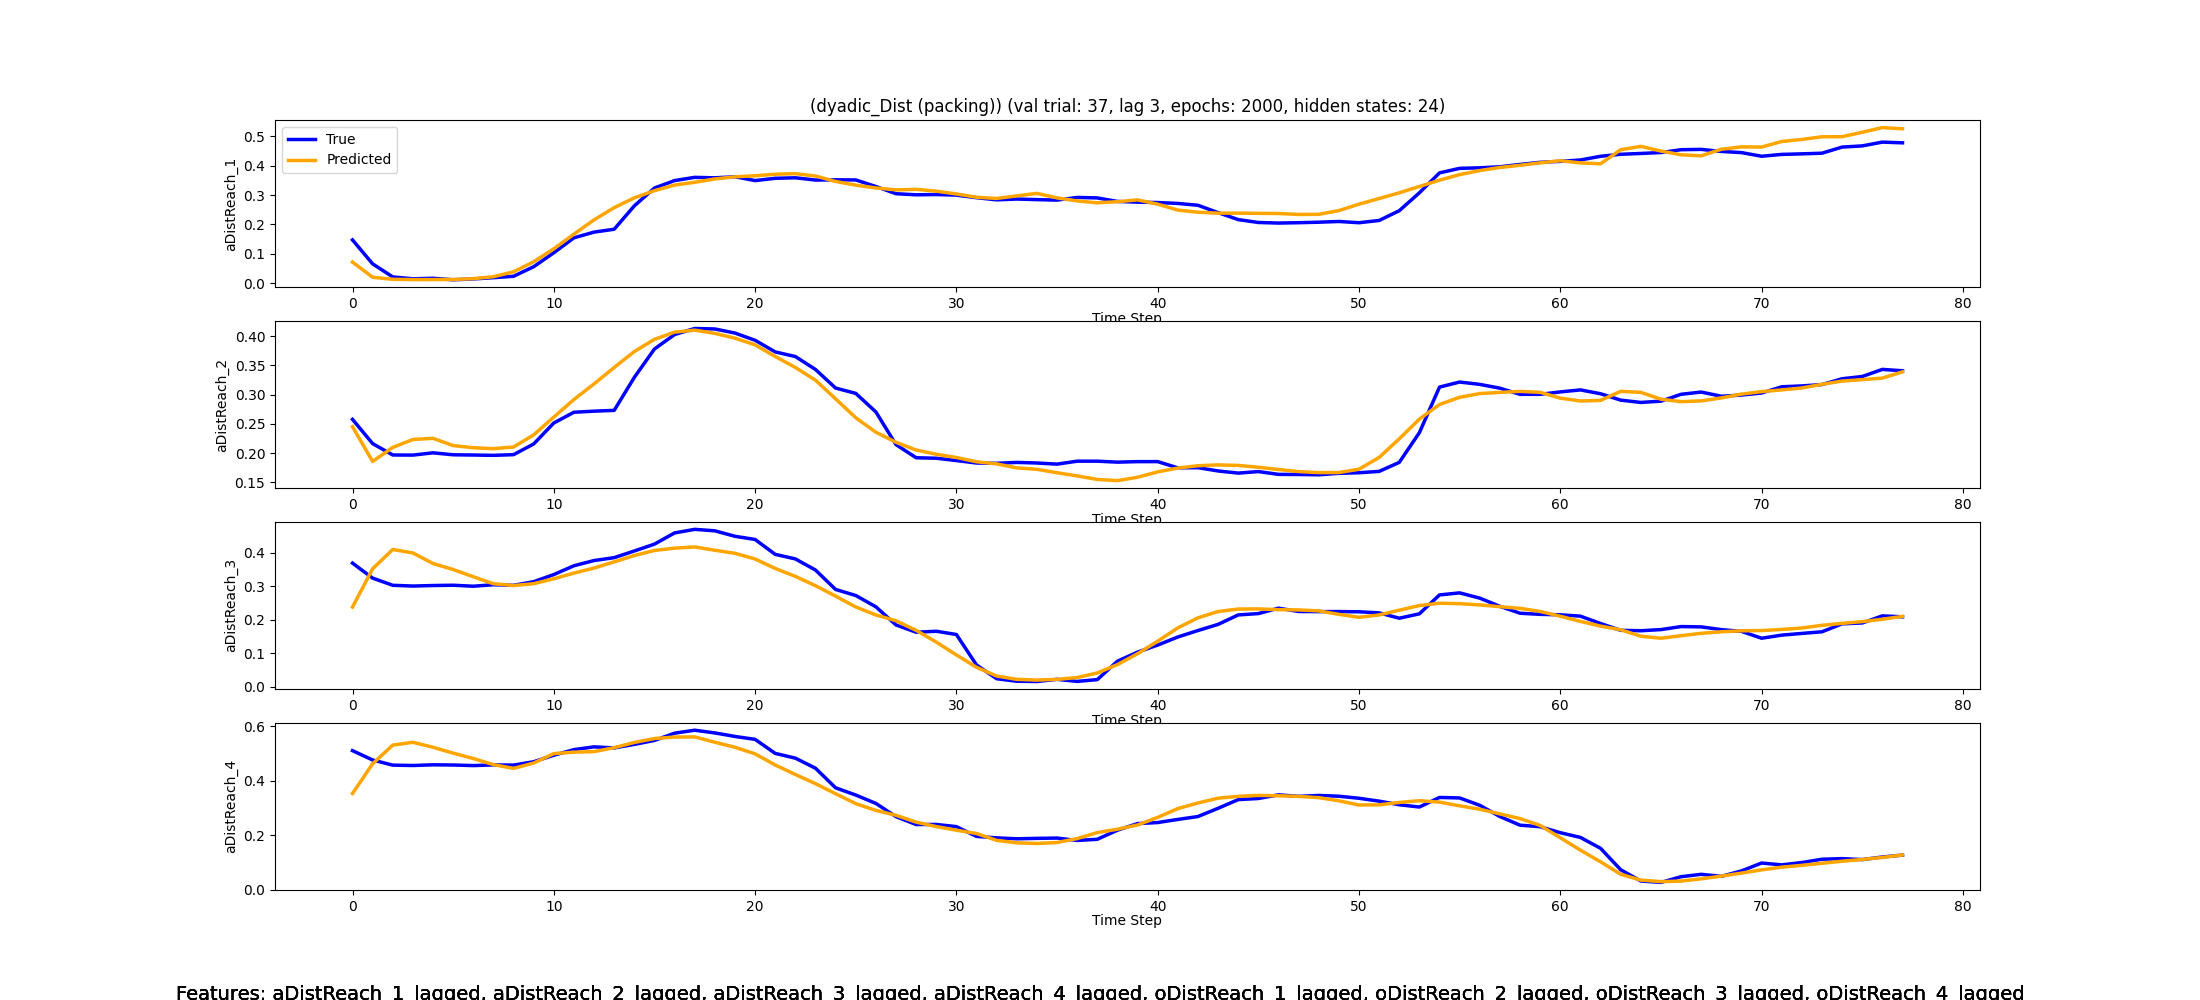 (dyadic_Dist (packing)) (val trial: 37, lag 3, epochs: 2000, hidden states: 24)
True
Predicted
aDistReach_1
0.5
0.4
0.3
0.2
0.1
0.0
0 10 20 30 40 50 60 70 80
Time Step
aDistReach_2
0.40
0.35
0.30
0.25
0.20
0.15
0 10 20 30 40 50 60 70 80
Time Step
aDistReach_3
0.4
0.3
0.2
0.1
0.0
0 10 20 30 40 50 60 70 80
Time Step
aDistReach_4
0.6
0.4
0.2
0.0
0 10 20 30 40 50 60 70 80
Time Step
Features: aDistReach_1_lagged, aDistReach_2_lagged, aDistReach_3_lagged, aDistReach_4_lagged, oDistReach_1_lagged, oDistReach_2_lagged, oDistReach_3_lagged, oDistReach_4_lagged